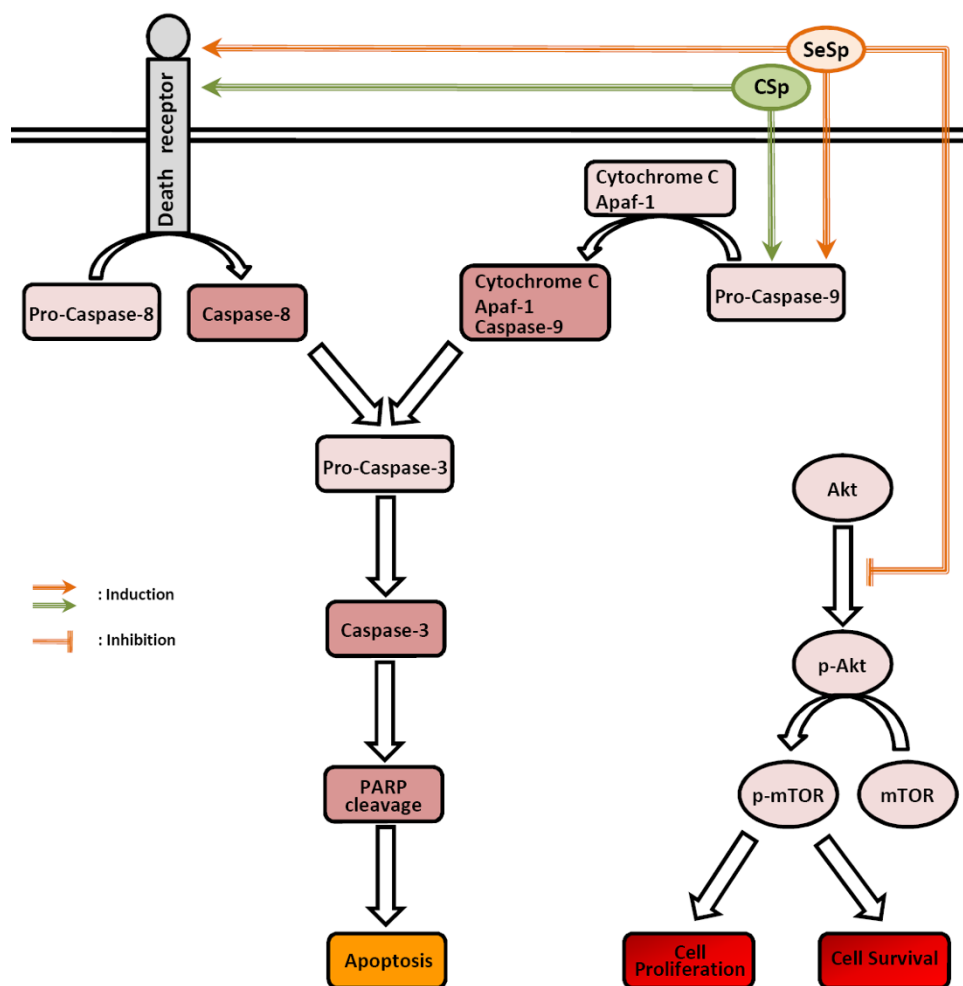 SeSp
CSp
Death receptor
Cytochrome C
Apaf-1
Pro-Caspase-8
Caspase-8
Cytochrome C
Apaf-1
Caspase-9
Pro-Caspase-9
Pro-Caspase-3
Akt
: Induction
: Inhibition
Caspase-3
p-Akt
PARP
cleavage
p-mTOR
mTOR
Apoptosis
Cell
Proliferation
Cell Survival